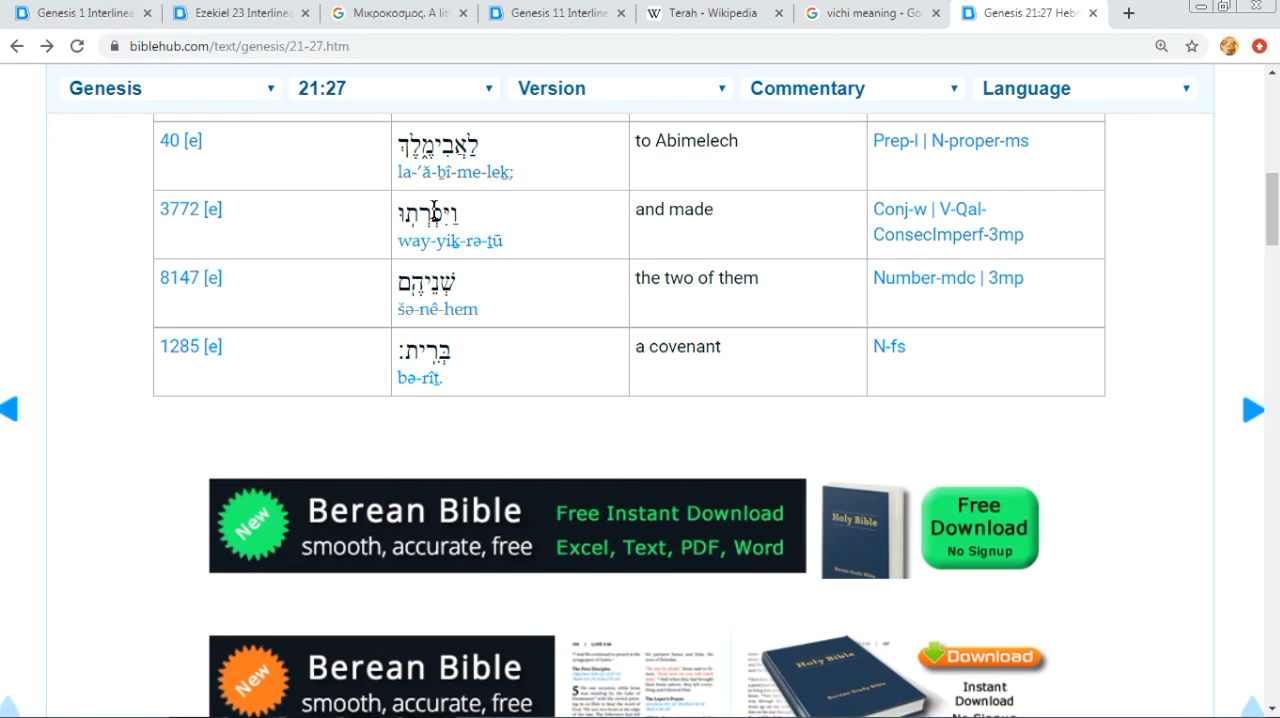 Genesis 1 Interline
Ezekiel 23 Interlinea
Μικροκοσμος. A lit
Genesis 11 Interline
Terah - Wikipedia
vichi meaning - Go
Genesis 21:27 Heb
biblehub.com/text/genesis/21-27.htm
Genesis 21:27 Version Commentary Language
40 [e] לַאֲבִימֶ֑לֶךְ to Abimelech Prep-l | N-proper-ms
la-’ă-ḇî-me-leḵ;
3772 [e] וַיִּכְרְת֥וּ and made Conj-w | V-Qal-
way-yiḵ-rə-ṯū ConsecImperf-3mp
8147 [e] שְׁנֵיהֶ֖ם the two of them Number-mdc | 3mp
šə-nê-hem
1285 [e] בְּרִֽית׃ a covenant N-fs
bə-rîṯ.
New
Berean Bible
smooth, accurate, free
Free Instant Download
Excel, Text, PDF, Word
Holy Bible
Free
Download
No Signup
New
Berean Bible
smooth, accurate, free
Holy Bible
Download
Instant
Download
No Signup